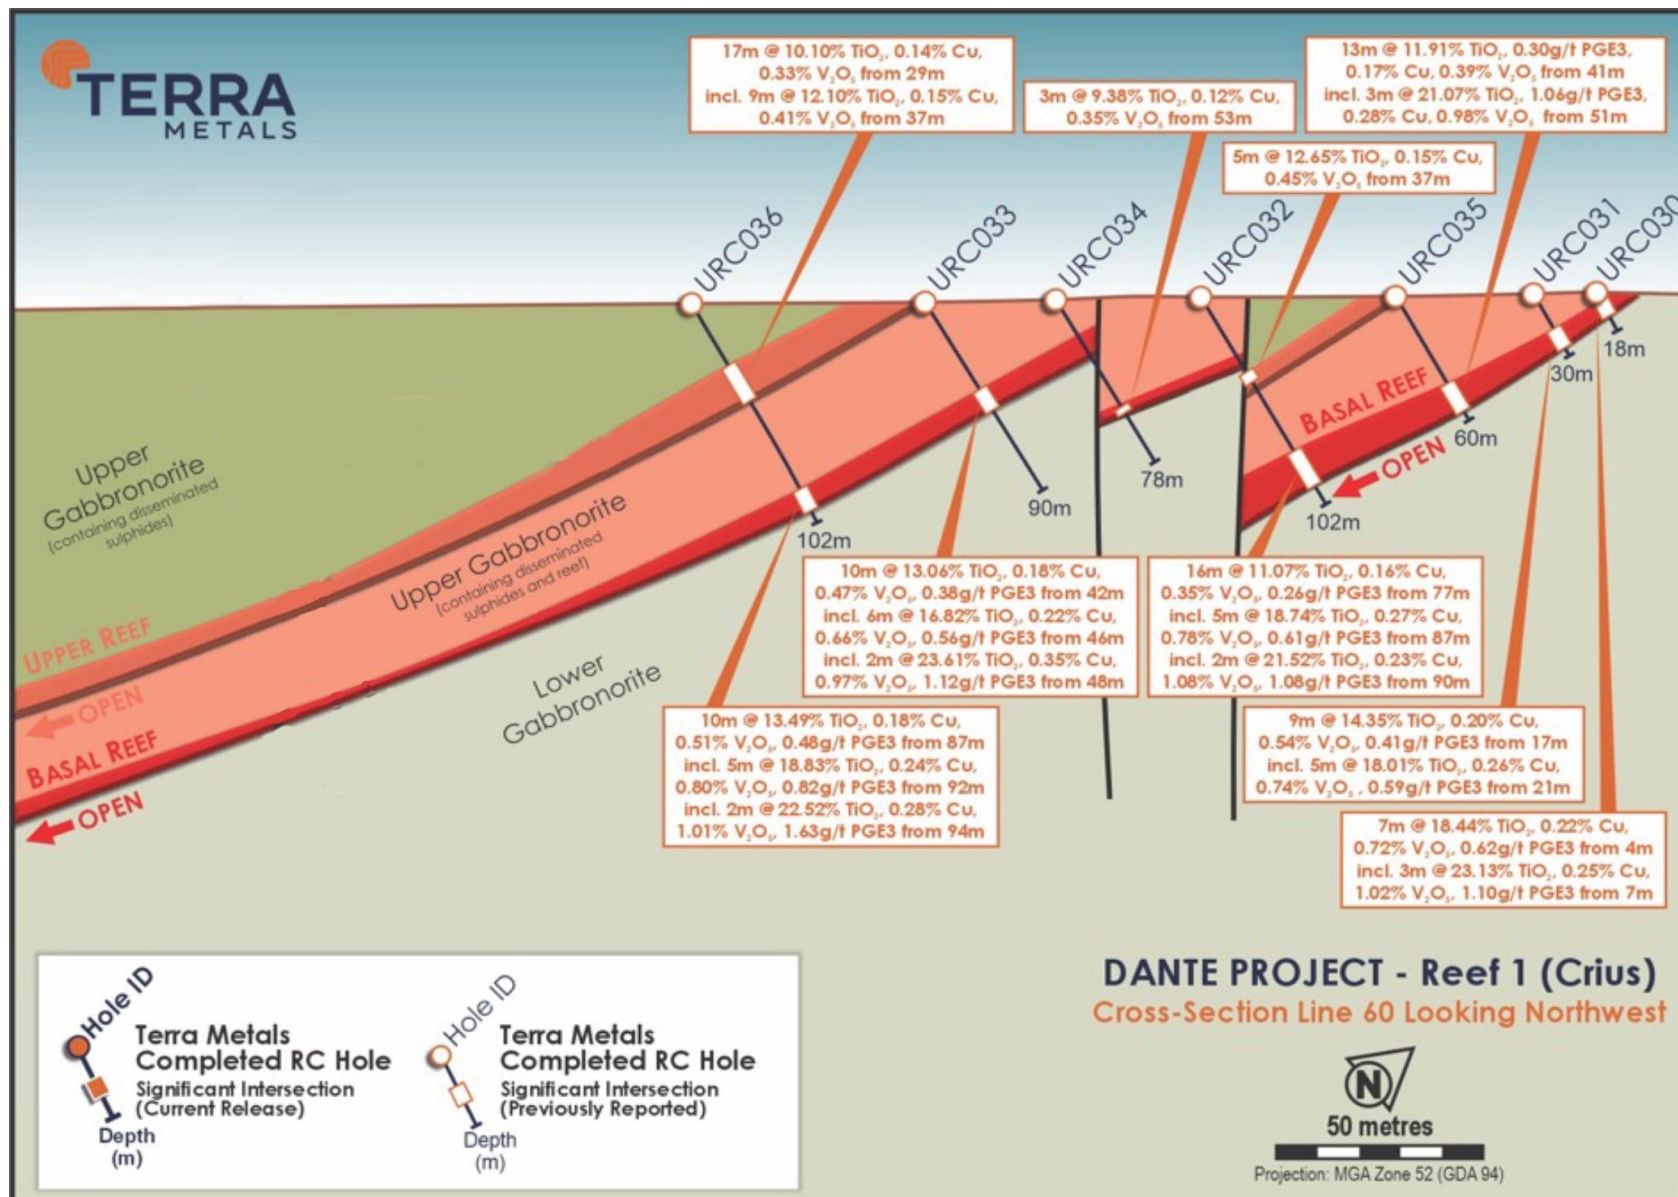 TERRA
METALS
17m @ 10.10% TiO₂, 0.14% Cu,
0.33% V₂O₅ from 29m
incl. 9m @ 12.10% TiO₂, 0.15% Cu,
0.41% V₂O₅ from 37m
3m @ 9.38% TiO₂, 0.12% Cu,
0.35% V₂O₅ from 53m
13m @ 11.91% TiO₂, 0.30g/t PGE3,
0.17% Cu, 0.39% V₂O₅ from 41m
incl. 3m @ 21.07% TiO₂, 1.06g/t PGE3,
0.28% Cu, 0.98% V₂O₅ from 51m
5m @ 12.65% TiO₂, 0.15% Cu,
0.45% V₂O₅ from 37m
URC036
URC033
URC034
URC032
URC035
URC031
URC030
18m
30m
60m
102m
78m
90m
102m
BASAL REEF
OPEN
Upper
Gabbronorite
(containing disseminated
sulphides)
Upper Gabbronorite
(containing disseminated
sulphides and reef)
Lower
Gabbronorite
UPPER REEF
OPEN
BASAL REEF
OPEN
10m @ 13.06% TiO₂, 0.18% Cu,
0.47% V₂O₅, 0.38g/t PGE3 from 42m
incl. 6m @ 16.82% TiO₂, 0.22% Cu,
0.66% V₂O₅, 0.56g/t PGE3 from 46m
incl. 2m @ 23.61% TiO₂, 0.35% Cu,
0.97% V₂O₅, 1.12g/t PGE3 from 48m
16m @ 11.07% TiO₂, 0.16% Cu,
0.35% V₂O₅, 0.26g/t PGE3 from 77m
incl. 5m @ 18.74% TiO₂, 0.27% Cu,
0.78% V₂O₅, 0.61g/t PGE3 from 87m
incl. 2m @ 21.52% TiO₂, 0.23% Cu,
1.08% V₂O₅, 1.08g/t PGE3 from 90m
10m @ 13.49% TiO₂, 0.18% Cu,
0.51% V₂O₅, 0.48g/t PGE3 from 87m
incl. 5m @ 18.83% TiO₂, 0.24% Cu,
0.80% V₂O₅, 0.82g/t PGE3 from 92m
incl. 2m @ 22.52% TiO₂, 0.28% Cu,
1.01% V₂O₅, 1.63g/t PGE3 from 94m
9m @ 14.35% TiO₂, 0.20% Cu,
0.54% V₂O₅, 0.41g/t PGE3 from 17m
incl. 5m @ 18.01% TiO₂, 0.26% Cu,
0.74% V₂O₅ , 0.59g/t PGE3 from 21m
7m @ 18.44% TiO₂, 0.22% Cu,
0.72% V₂O₅, 0.62g/t PGE3 from 4m
incl. 3m @ 23.13% TiO₂, 0.25% Cu,
1.02% V₂O₅, 1.10g/t PGE3 from 7m
DANTE PROJECT - Reef 1 (Crius)
Cross-Section Line 60 Looking Northwest
N
50 metres
Projection: MGA Zone 52 (GDA 94)
Hole ID
Terra Metals
Completed RC Hole
Significant Intersection
(Current Release)
Depth
(m)
Hole ID
Terra Metals
Completed RC Hole
Significant Intersection
(Previously Reported)
Depth
(m)